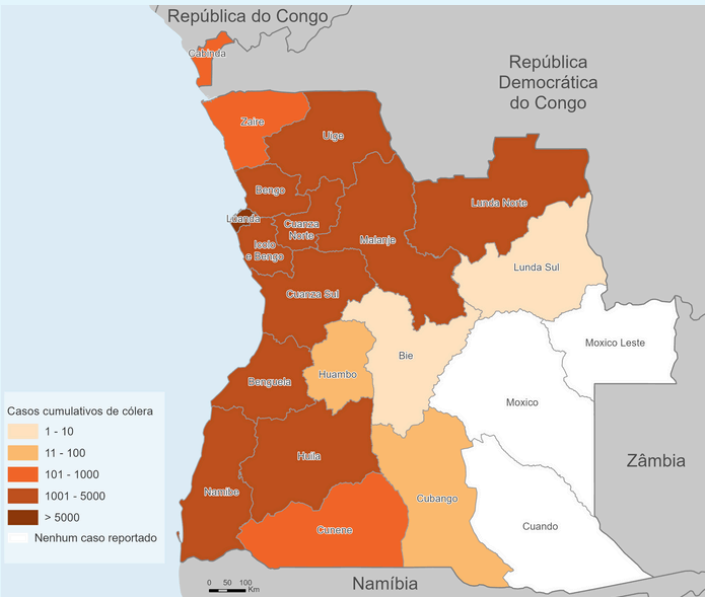 República do Congo
Cabinda
República
Democrática
do Congo
Zaire
Uige
Bengo
Lunda Norte
Luanda
Cuanza
Norte
Icolo
e Bengo
Malanje
Lunda Sul
Cuanza Sul
Moxico Leste
Bie
Huambo
Benguela
Moxico
Casos cumulativos de cólera
1 - 10
11 - 100
101 - 1000
1001 - 5000
> 5000
Nenhum caso reportado
Huila
Zâmbia
Namibe
Cubango
Cunene
Cuando
0 50 100
Km
Namíbia